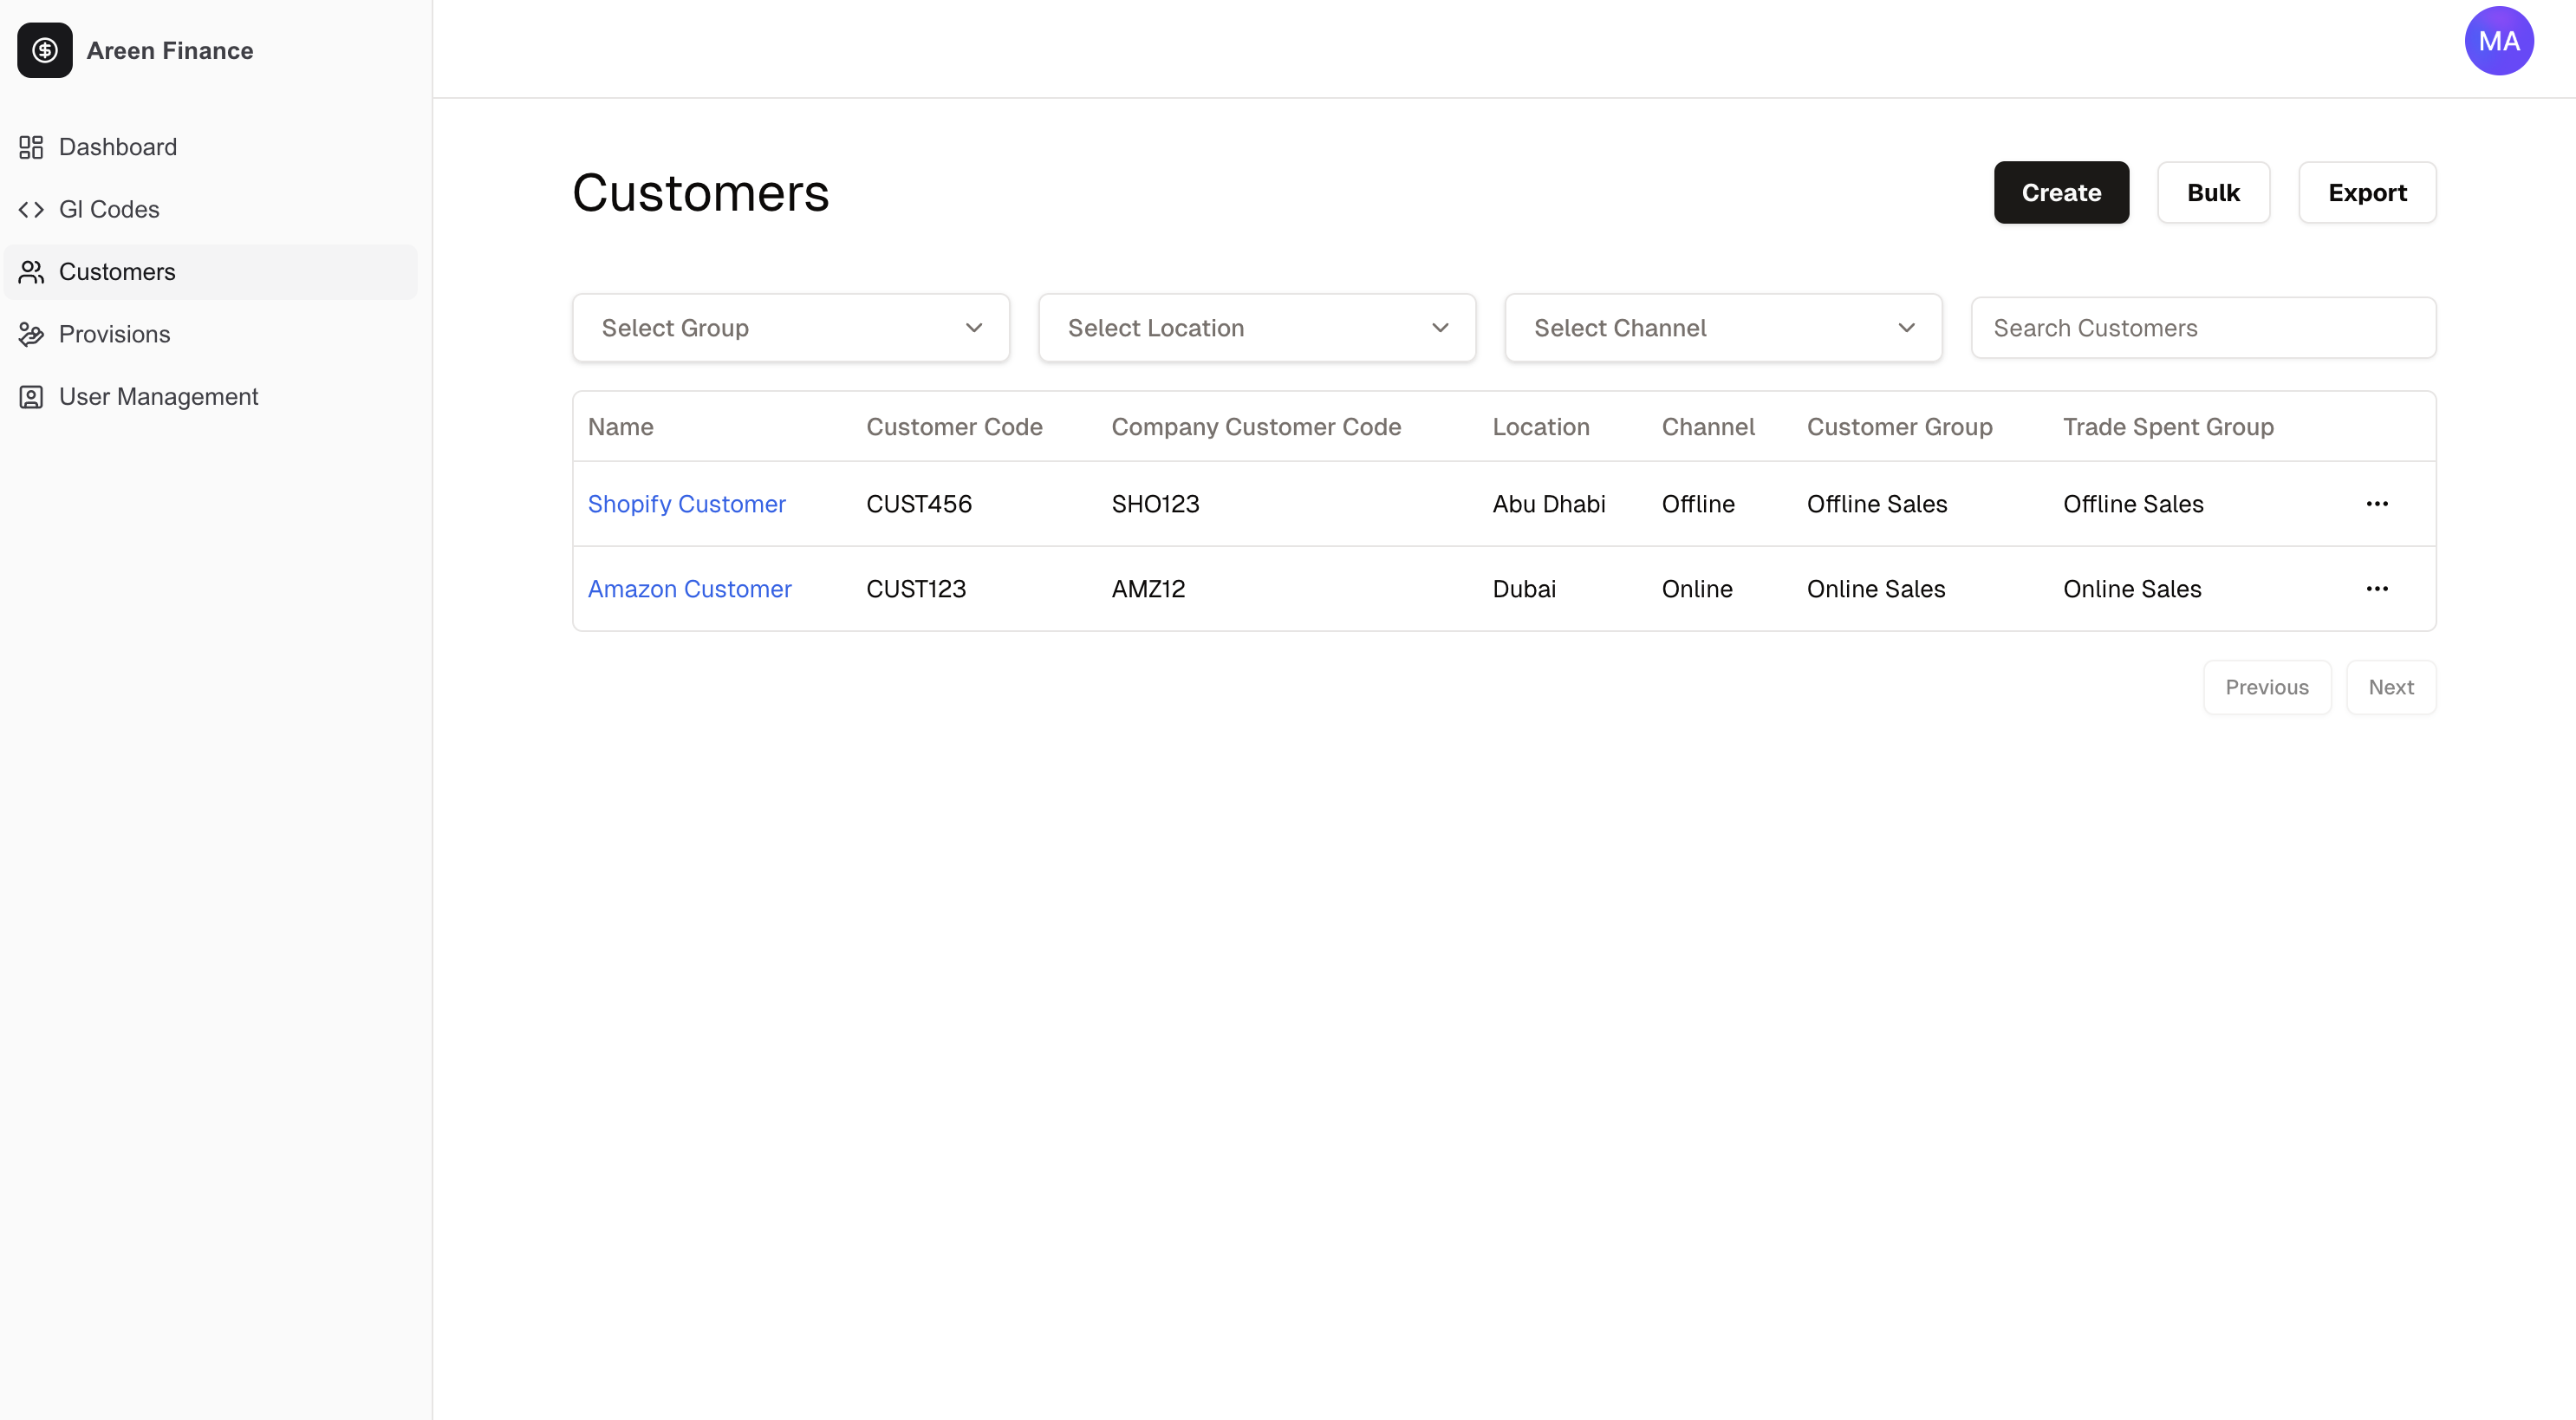 Areen Finance
MA
Dashboard
Gl Codes
Customers
Provisions
User Management
Customers
Create Bulk Export
Select Group Select Location Select Channel Search Customers
Name Customer Code Company Customer Code Location Channel Customer Group Trade Spent Group
Shopify Customer CUST456 SHO123 Abu Dhabi Offline Offline Sales Offline Sales ...
Amazon Customer CUST123 AMZ12 Dubai Online Online Sales Online Sales ...
Previous Next